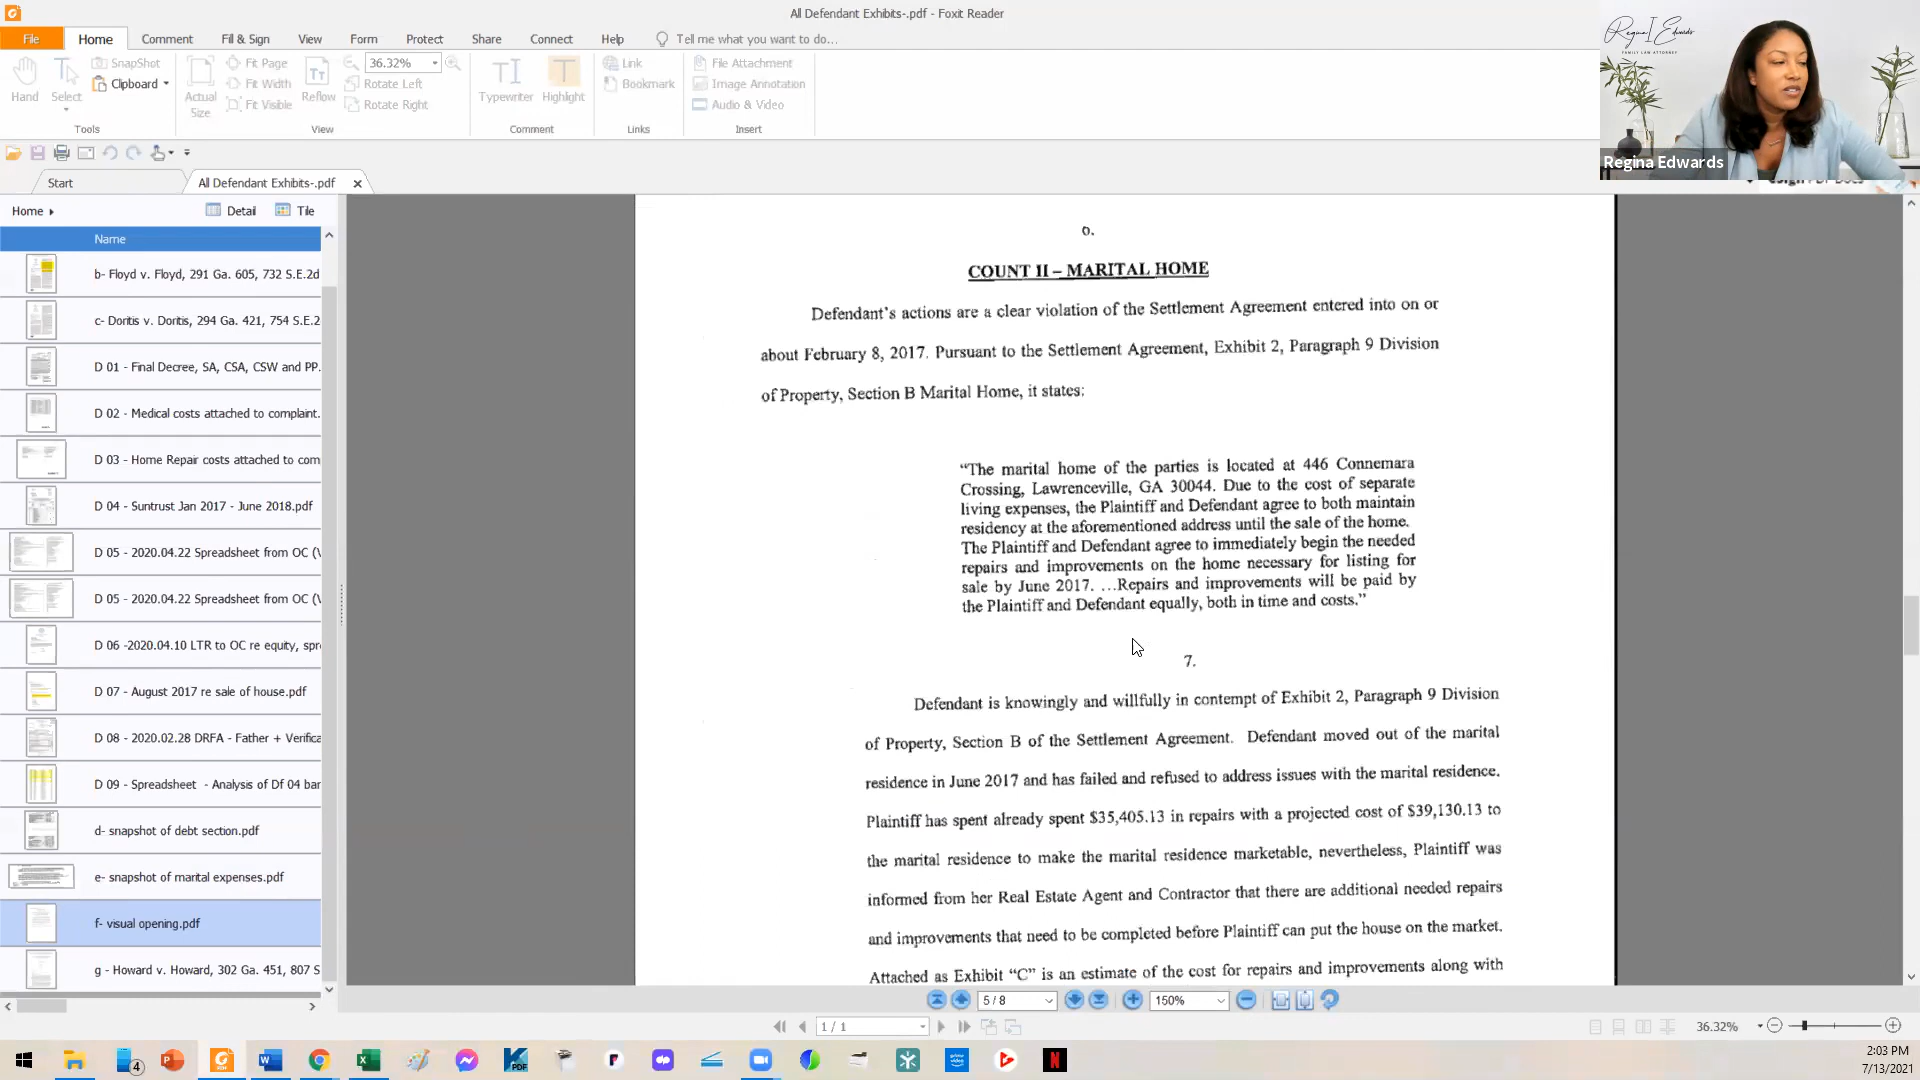 All Defendant Exhibits-.pdf - Foxit Reader
File
Home
Comment
Fill & Sign
View
Form
Protect
Share
Connect
Help
Tell me what you want to do...
Hand
Select
SnapShot
Clipboard
Tools
Actual
Size
Fit Page
Fit Width
Fit Visible
Reflow
36.32%
Rotate Left
Rotate Right
View
Typewriter
Highlight
Comment
Link
Bookmark
Links
File Attachment
Image Annotation
Audio & Video
Insert
Regina I Edwards
FAMILY LAW ATTORNEY
Regina Edwards
Start
All Defendant Exhibits-.pdf
Home
Detail
Tile
Name
b- Floyd v. Floyd, 291 Ga. 605, 732 S.E.2d
c- Doritis v. Doritis, 294 Ga. 421, 754 S.E.2
D 01 - Final Decree, SA, CSA, CSW and PP.
D 02 - Medical costs attached to complaint.
D 03 - Home Repair costs attached to com
D 04 - Suntrust Jan 2017 - June 2018.pdf
D 05 - 2020.04.22 Spreadsheet from OC (V
D 05 - 2020.04.22 Spreadsheet from OC (V
D 06 -2020.04.10 LTR to OC re equity, spr
D 07 - August 2017 re sale of house.pdf
D 08 - 2020.02.28 DRFA - Father + Verifica
D 09 - Spreadsheet - Analysis of Df 04 bar
d- snapshot of debt section.pdf
e- snapshot of marital expenses.pdf
f- visual opening.pdf
g - Howard v. Howard, 302 Ga. 451, 807 S
COUNT II – MARITAL HOME
Defendant's actions are a clear violation of the Settlement Agreement entered into on or
about February 8, 2017. Pursuant to the Settlement Agreement, Exhibit 2, Paragraph 9 Division
of Property, Section B Marital Home, it states:
“The marital home of the parties is located at 446 Connemara
Crossing, Lawrenceville, GA 30044. Due to the cost of separate
living expenses, the Plaintiff and Defendant agree to both maintain
residency at the aforementioned address until the sale of the home.
The Plaintiff and Defendant agree to immediately begin the needed
repairs and improvements on the home necessary for listing for
sale by June 2017. …Repairs and improvements will be paid by
the Plaintiff and Defendant equally, both in time and costs.”
7.
Defendant is knowingly and willfully in contempt of Exhibit 2, Paragraph 9 Division
of Property, Section B of the Settlement Agreement. Defendant moved out of the marital
residence in June 2017 and has failed and refused to address issues with the marital residence.
Plaintiff has spent already spent $35,405.13 in repairs with a projected cost of $39,130.13 to
the marital residence to make the marital residence marketable, nevertheless, Plaintiff was
informed from her Real Estate Agent and Contractor that there are additional needed repairs
and improvements that need to be completed before Plaintiff can put the house on the market.
Attached as Exhibit “C” is an estimate of the cost for repairs and improvements along with
5 / 8
150%
1 / 1
36.32%
4
PDF
2:03 PM
7/13/2021